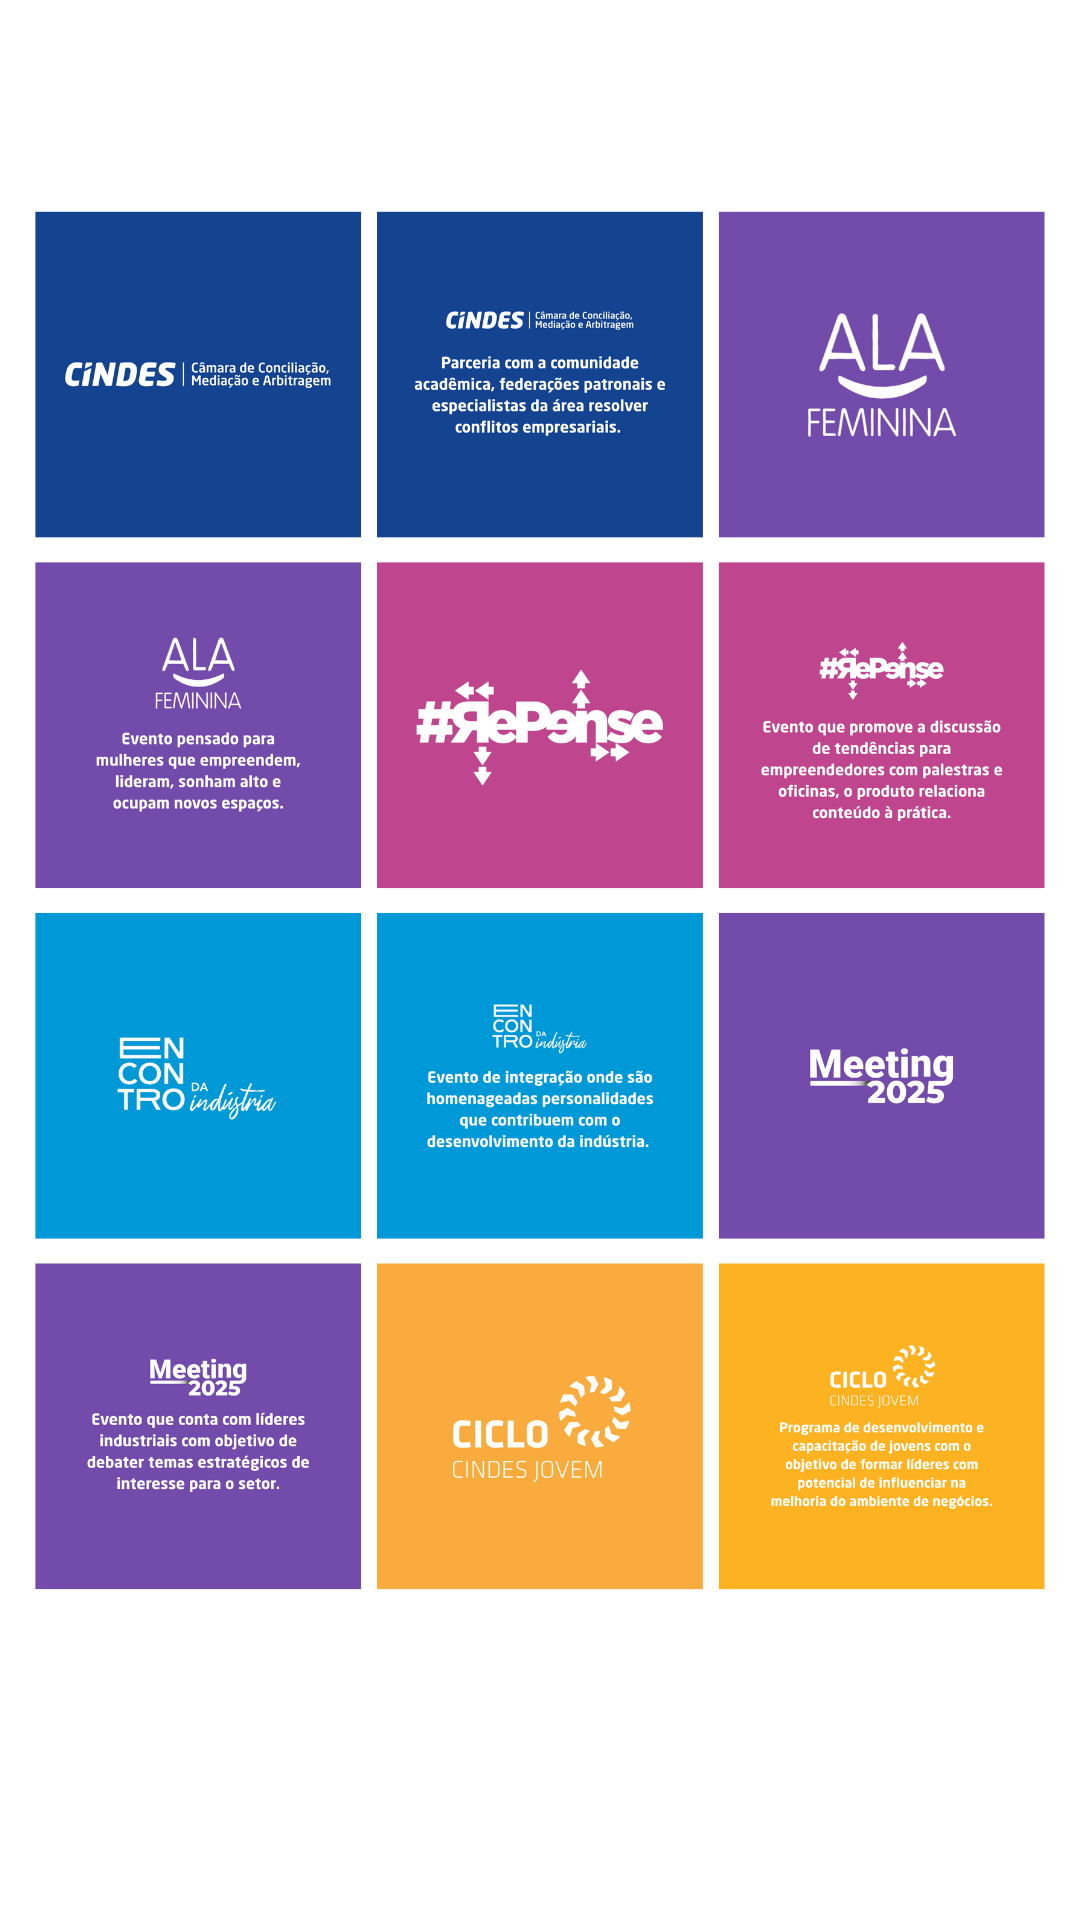 CINDES | Câmara de Conciliação,
Mediação e Arbitragem
CINDES | Câmara de Conciliação,
Mediação e Arbitragem
Parceria com a comunidade
acadêmica, federações patronais e
especialistas da área resolver
conflitos empresariais.
ALA
FEMININA
ALA
FEMININA
Evento pensado para
mulheres que empreendem,
lideram, sonham alto e
ocupam novos espaços.
#RePense
#RePense
Evento que promove a discussão
de tendências para
empreendedores com palestras e
oficinas, o produto relaciona
conteúdo à prática.
EN
CON
TRO DA indústria
EN
CON
TRO DA indústria
Evento de integração onde são
homenageadas personalidades
que contribuem com o
desenvolvimento da indústria.
Meeting
2025
Meeting
2025
Evento que conta com líderes
industriais com objetivo de
debater temas estratégicos de
interesse para o setor.
CICLO
CINDES JOVEM
CICLO
CINDES JOVEM
Programa de desenvolvimento e
capacitação de jovens com o
objetivo de formar líderes com
potencial de influenciar na
melhoria do ambiente de negócios.